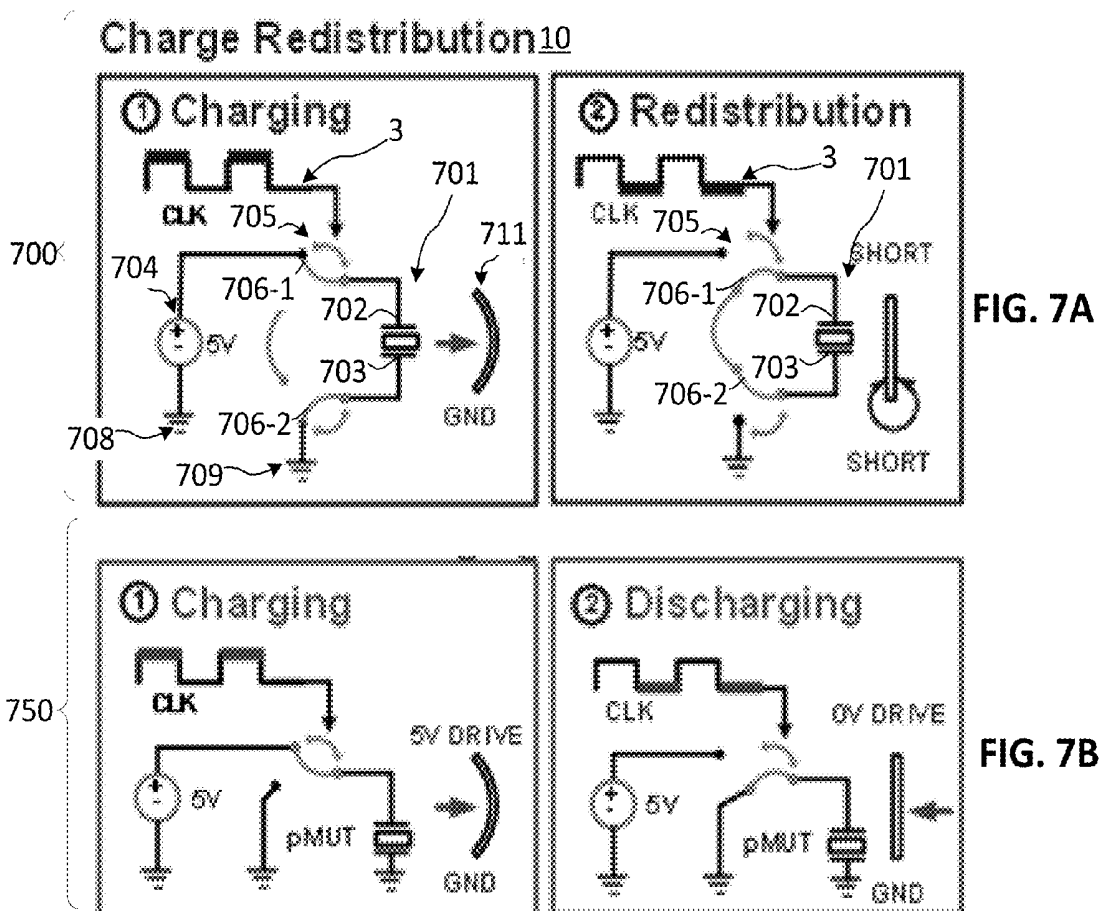 Charge Redistribution 10
① Charging
3
CLK
705
701
711
700
704
706-1
702
+
-
5V
703
706-2
GND
708
709
② Redistribution
3
CLK
705
701
SHORT
706-1
702
+
-
5V
703
706-2
SHORT
FIG. 7A
① Charging
CLK
5V DRIVE
750
+
-
5V
pMUT
GND
② Discharging
CLK
0V DRIVE
+
-
5V
pMUT
GND
FIG. 7B